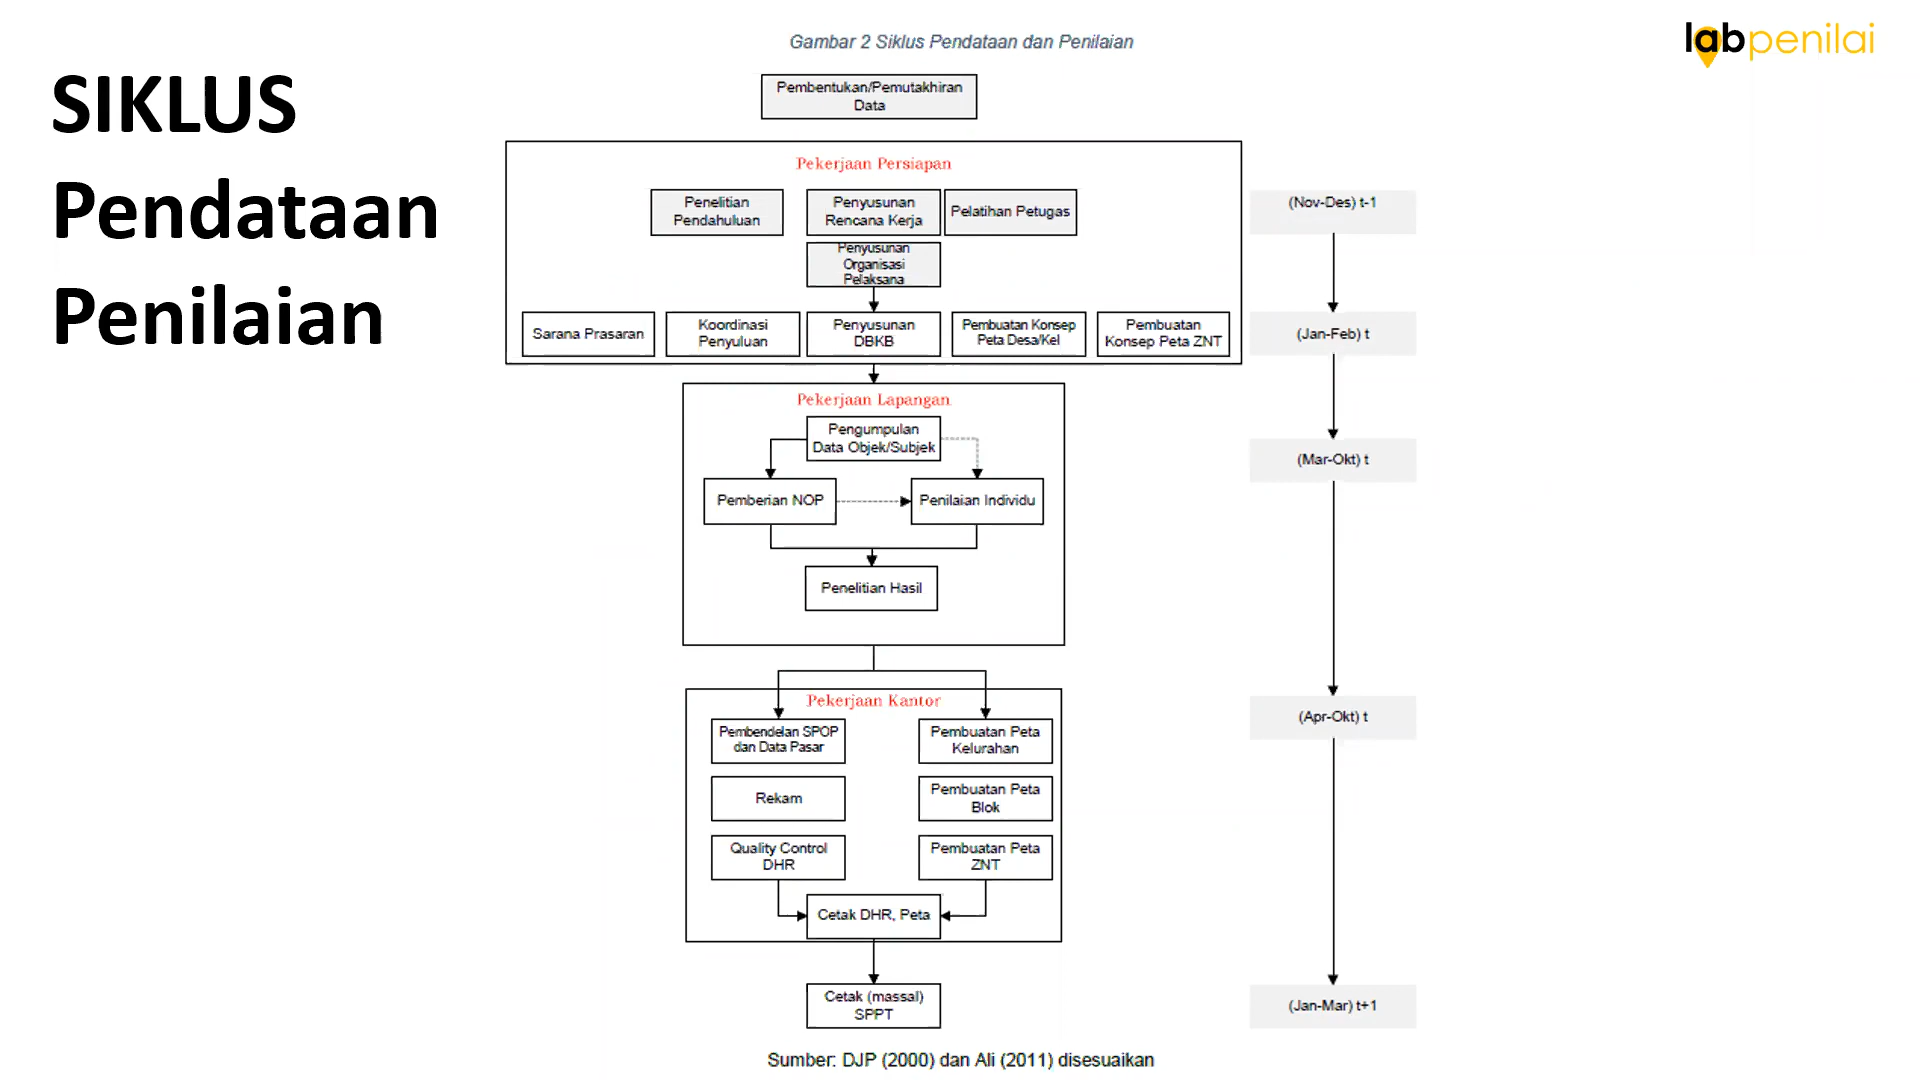 Gambar 2 Siklus Pendataan dan Penilaian
labpenilai
SIKLUS
Pendataan
Penilaian
Pembentukan/Pemutakhiran
Data
Pekerjaan Persiapan
Penelitian
Pendahuluan
Penyusunan
Rencana Kerja
Pelatihan Petugas
(Nov-Des) t-1
Penyusunan
Organisasi
Pelaksana
Sarana Prasaran
Koordinasi
Penyuluan
Penyusunan
DBKB
Pembuatan Konsep
Peta Desa/Kel
Pembuatan
Konsep Peta ZNT
(Jan-Feb) t
Pekerjaan Lapangan
Pengumpulan
Data Objek/Subjek
(Mar-Okt) t
Pemberian NOP
Penilaian Individu
Penelitian Hasil
Pekerjaan Kantor
Pembendelan SPOP
dan Data Pasar
Pembuatan Peta
Kelurahan
(Apr-Okt) t
Rekam
Pembuatan Peta
Blok
Quality Control
DHR
Pembuatan Peta
ZNT
Cetak DHR, Peta
Cetak (massal)
SPPT
(Jan-Mar) t+1
Sumber: DJP (2000) dan Ali (2011) disesuaikan